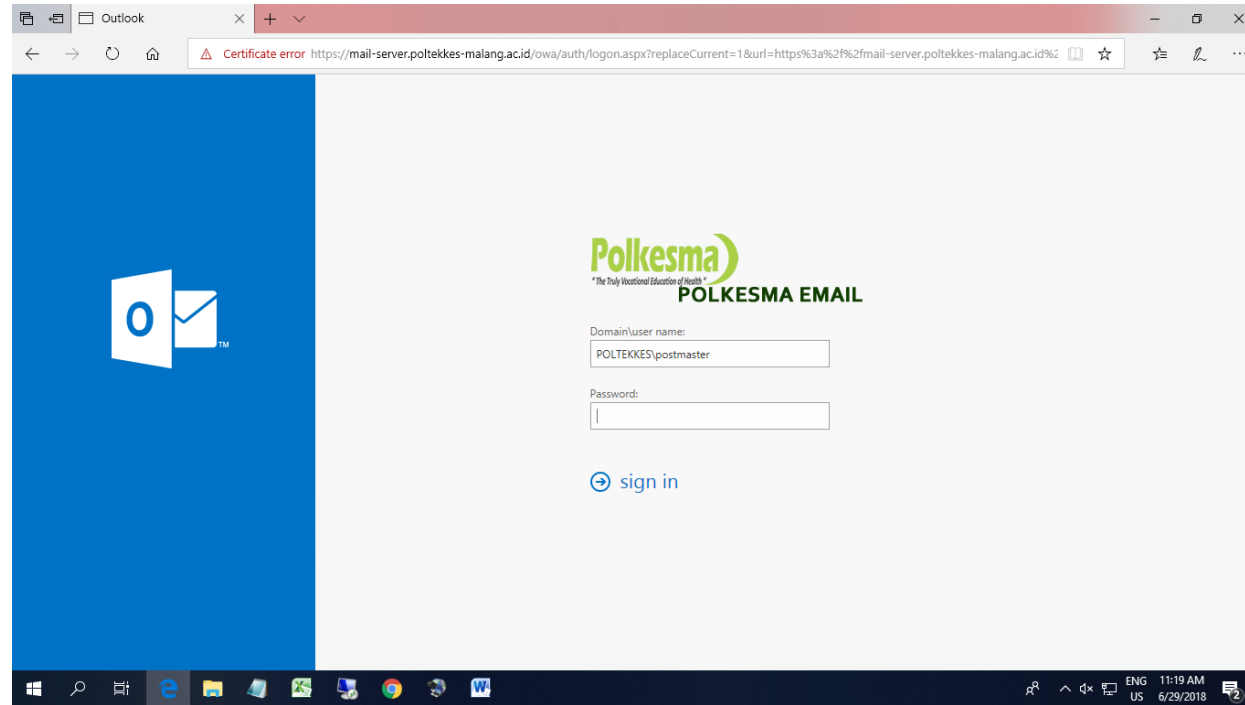 Outlook
Certificate error https://mail-server.poltekkes-malang.ac.id/owa/auth/logon.aspx?replaceCurrent=1&url=https%3a%2f%2fmail-server.poltekkes-malang.ac.id%2
O
TM
Polkesma
"The Truly Vocational Education of Health"
POLKESMA EMAIL
Domain\user name:
POLTEKKES\postmaster
Password:
sign in
ENG 11:19 AM
US 6/29/2018
2